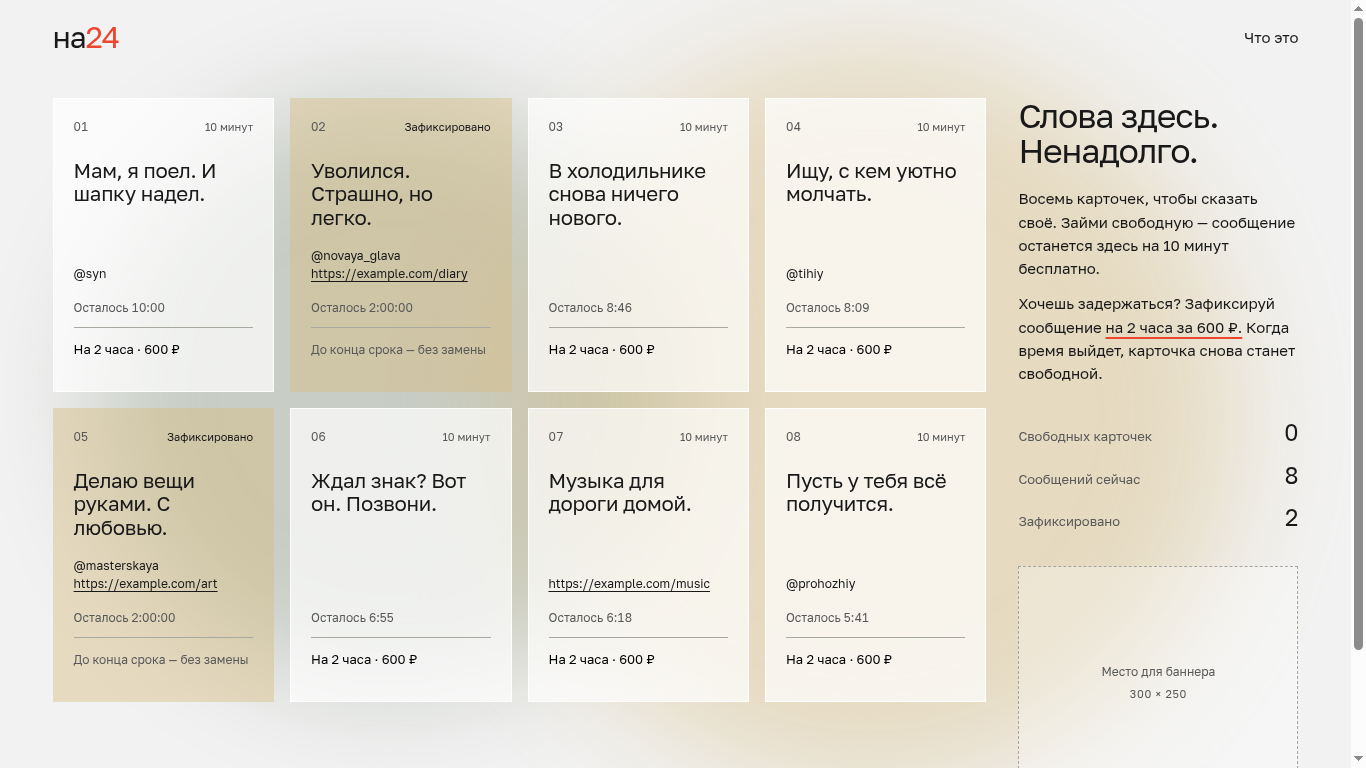 на24
Что это
01 10 минут
Мам, я поел. И
шапку надел.
@syn
Осталось 10:00
На 2 часа · 600 ₽
02 Зафиксировано
Уволился.
Страшно, но
легко.
@novaya_glava
https://example.com/diary
Осталось 2:00:00
До конца срока — без замены
03 10 минут
В холодильнике
снова ничего
нового.
Осталось 8:46
На 2 часа · 600 ₽
04 10 минут
Ищу, с кем уютно
молчать.
@tihiy
Осталось 8:09
На 2 часа · 600 ₽
05 Зафиксировано
Делаю вещи
руками. С
любовью.
@masterskaya
https://example.com/art
Осталось 2:00:00
До конца срока — без замены
06 10 минут
Ждал знак? Вот
он. Позвони.
Осталось 6:55
На 2 часа · 600 ₽
07 10 минут
Музыка для
дороги домой.
https://example.com/music
Осталось 6:18
На 2 часа · 600 ₽
08 10 минут
Пусть у тебя всё
получится.
@prohozhiy
Осталось 5:41
На 2 часа · 600 ₽
Слова здесь.
Ненадолго.
Восемь карточек, чтобы сказать
своё. Займи свободную — сообщение
останется здесь на 10 минут
бесплатно.
Хочешь задержаться? Зафиксируй
сообщение на 2 часа за 600 ₽. Когда
время выйдет, карточка снова станет
свободной.
Свободных карточек 0
Сообщений сейчас 8
Зафиксировано 2
Место для баннера
300 × 250